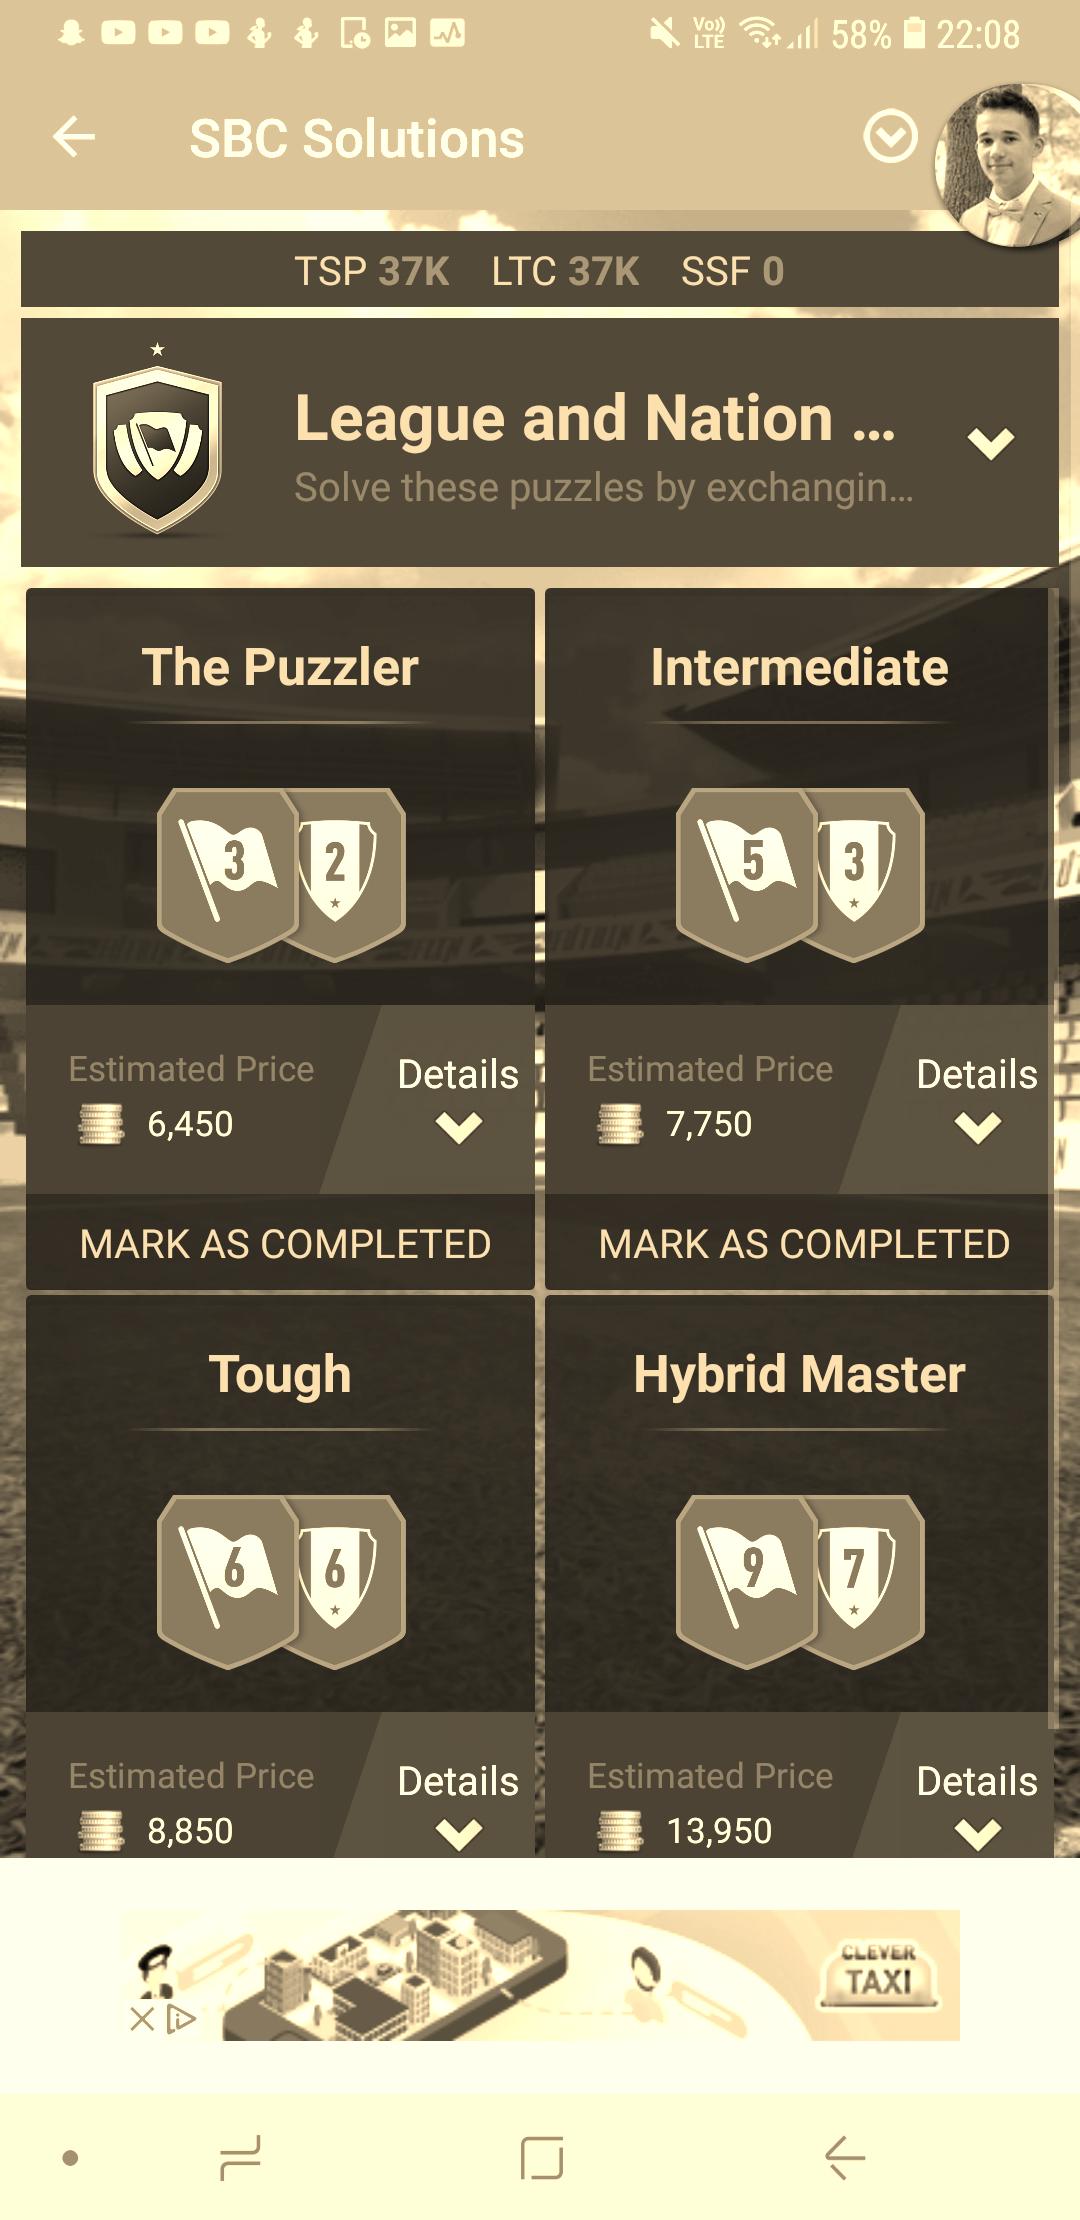 Vo)) LTE 58% 22:08
SBC Solutions
TSP 37K LTC 37K SSF 0
League and Nation ...
Solve these puzzles by exchangin...
The Puzzler
3 2
Estimated Price
6,450
Details
MARK AS COMPLETED
Intermediate
5 3
Estimated Price
7,750
Details
MARK AS COMPLETED
Tough
6 6
Estimated Price
8,850
Details
Hybrid Master
9 7
Estimated Price
13,950
Details
CLEVER
TAXI